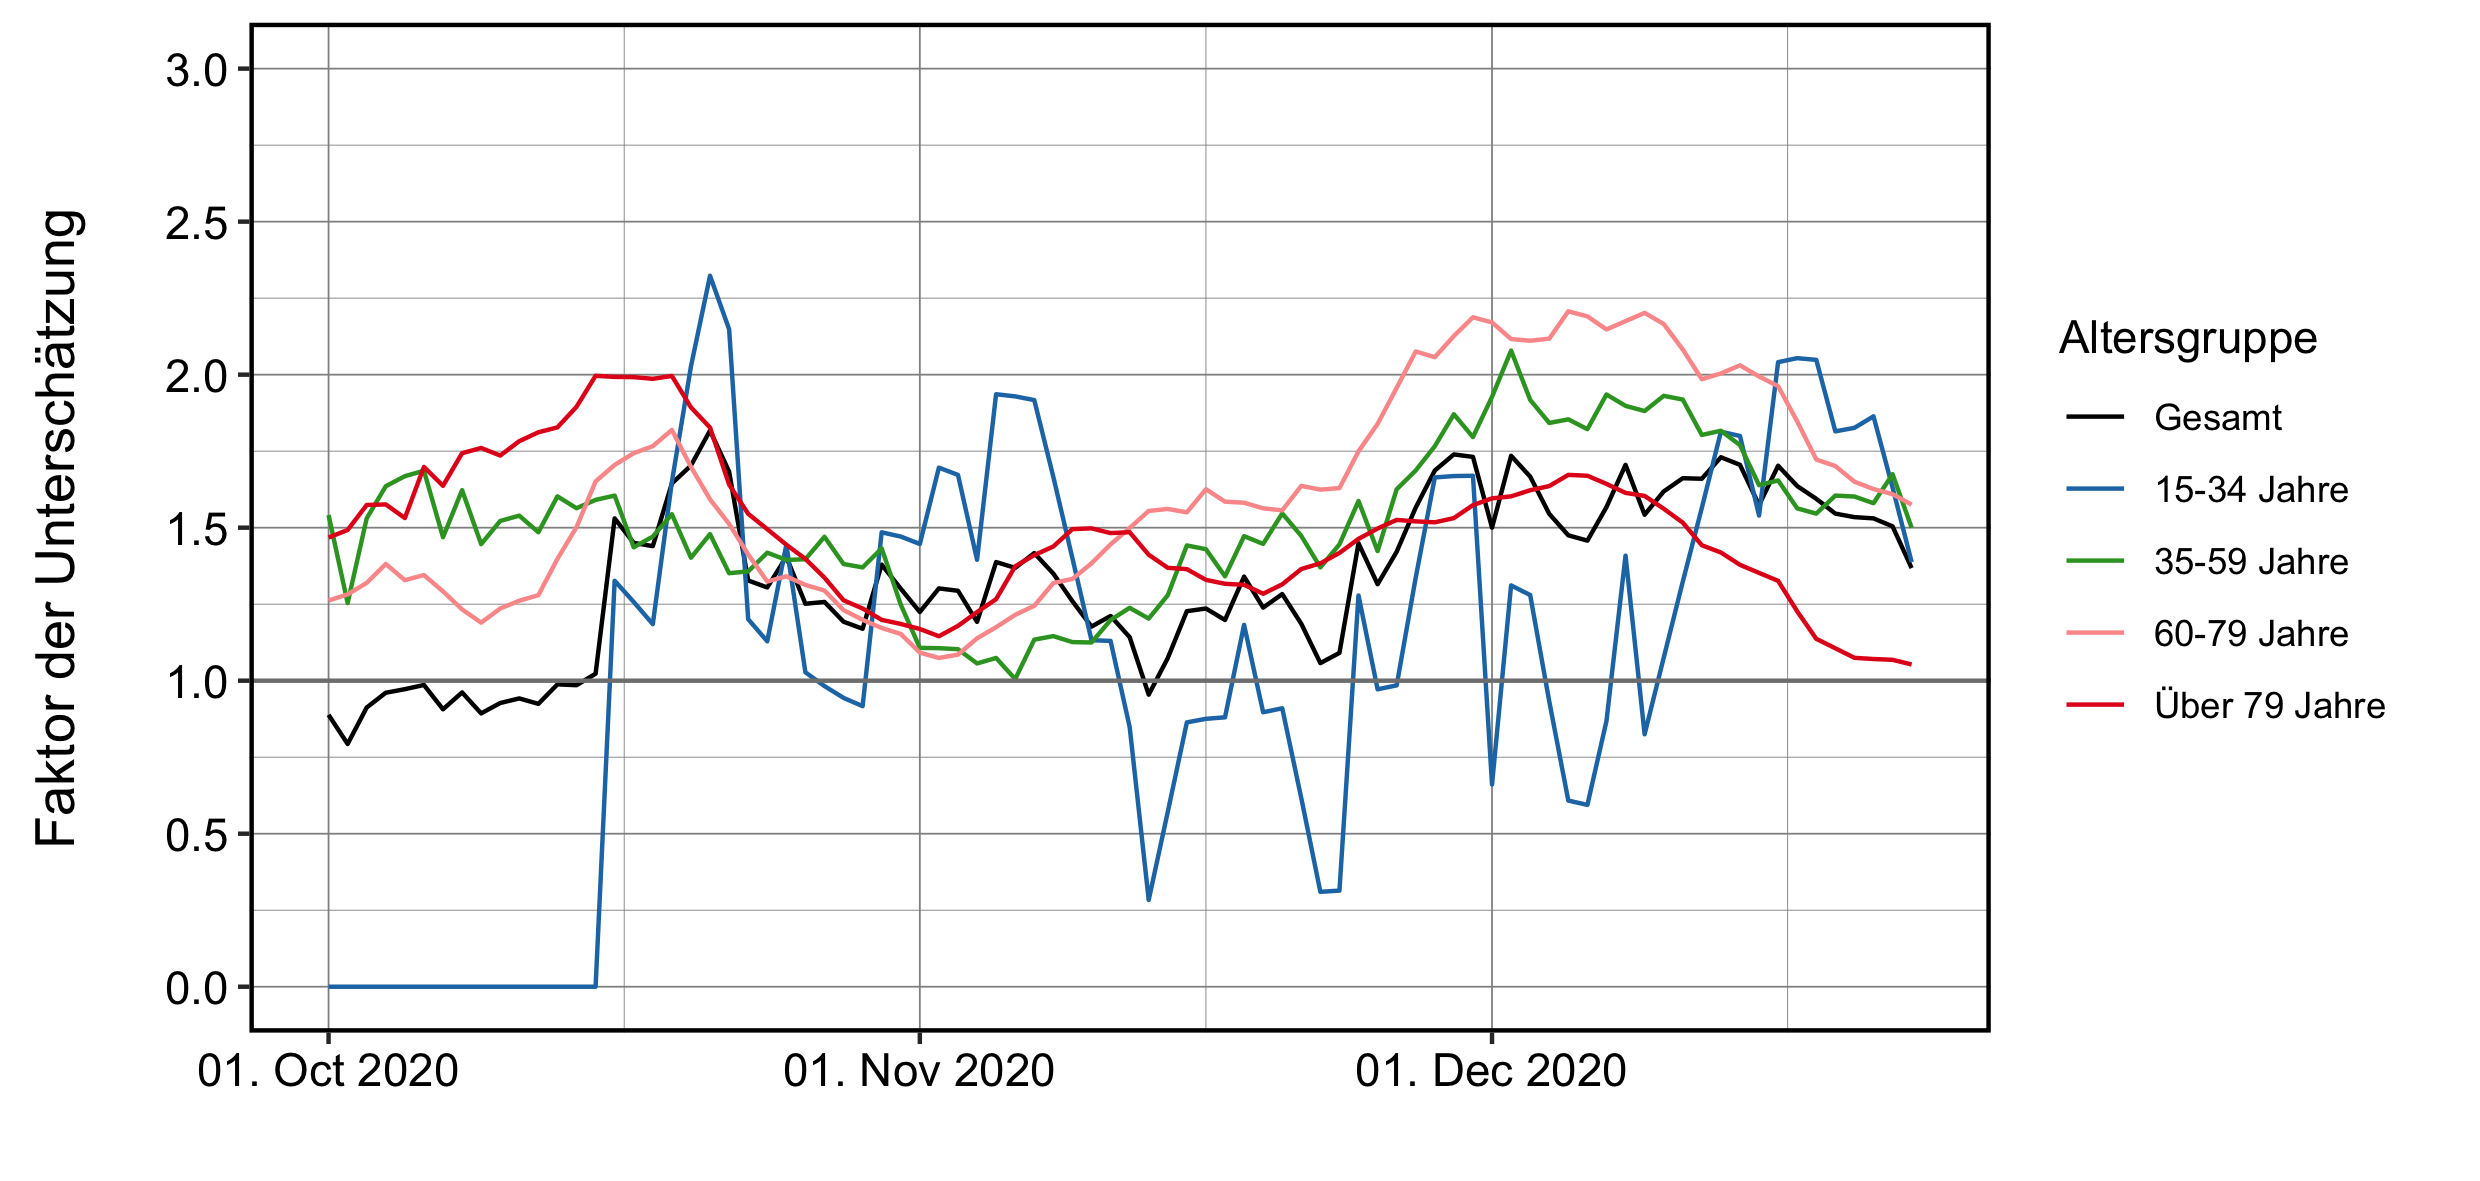 Faktor der Unterschätzung
3.0
2.5
2.0
1.5
1.0
0.5
0.0
01. Oct 2020
01. Nov 2020
01. Dec 2020
Altersgruppe
Gesamt
15-34 Jahre
35-59 Jahre
60-79 Jahre
Über 79 Jahre